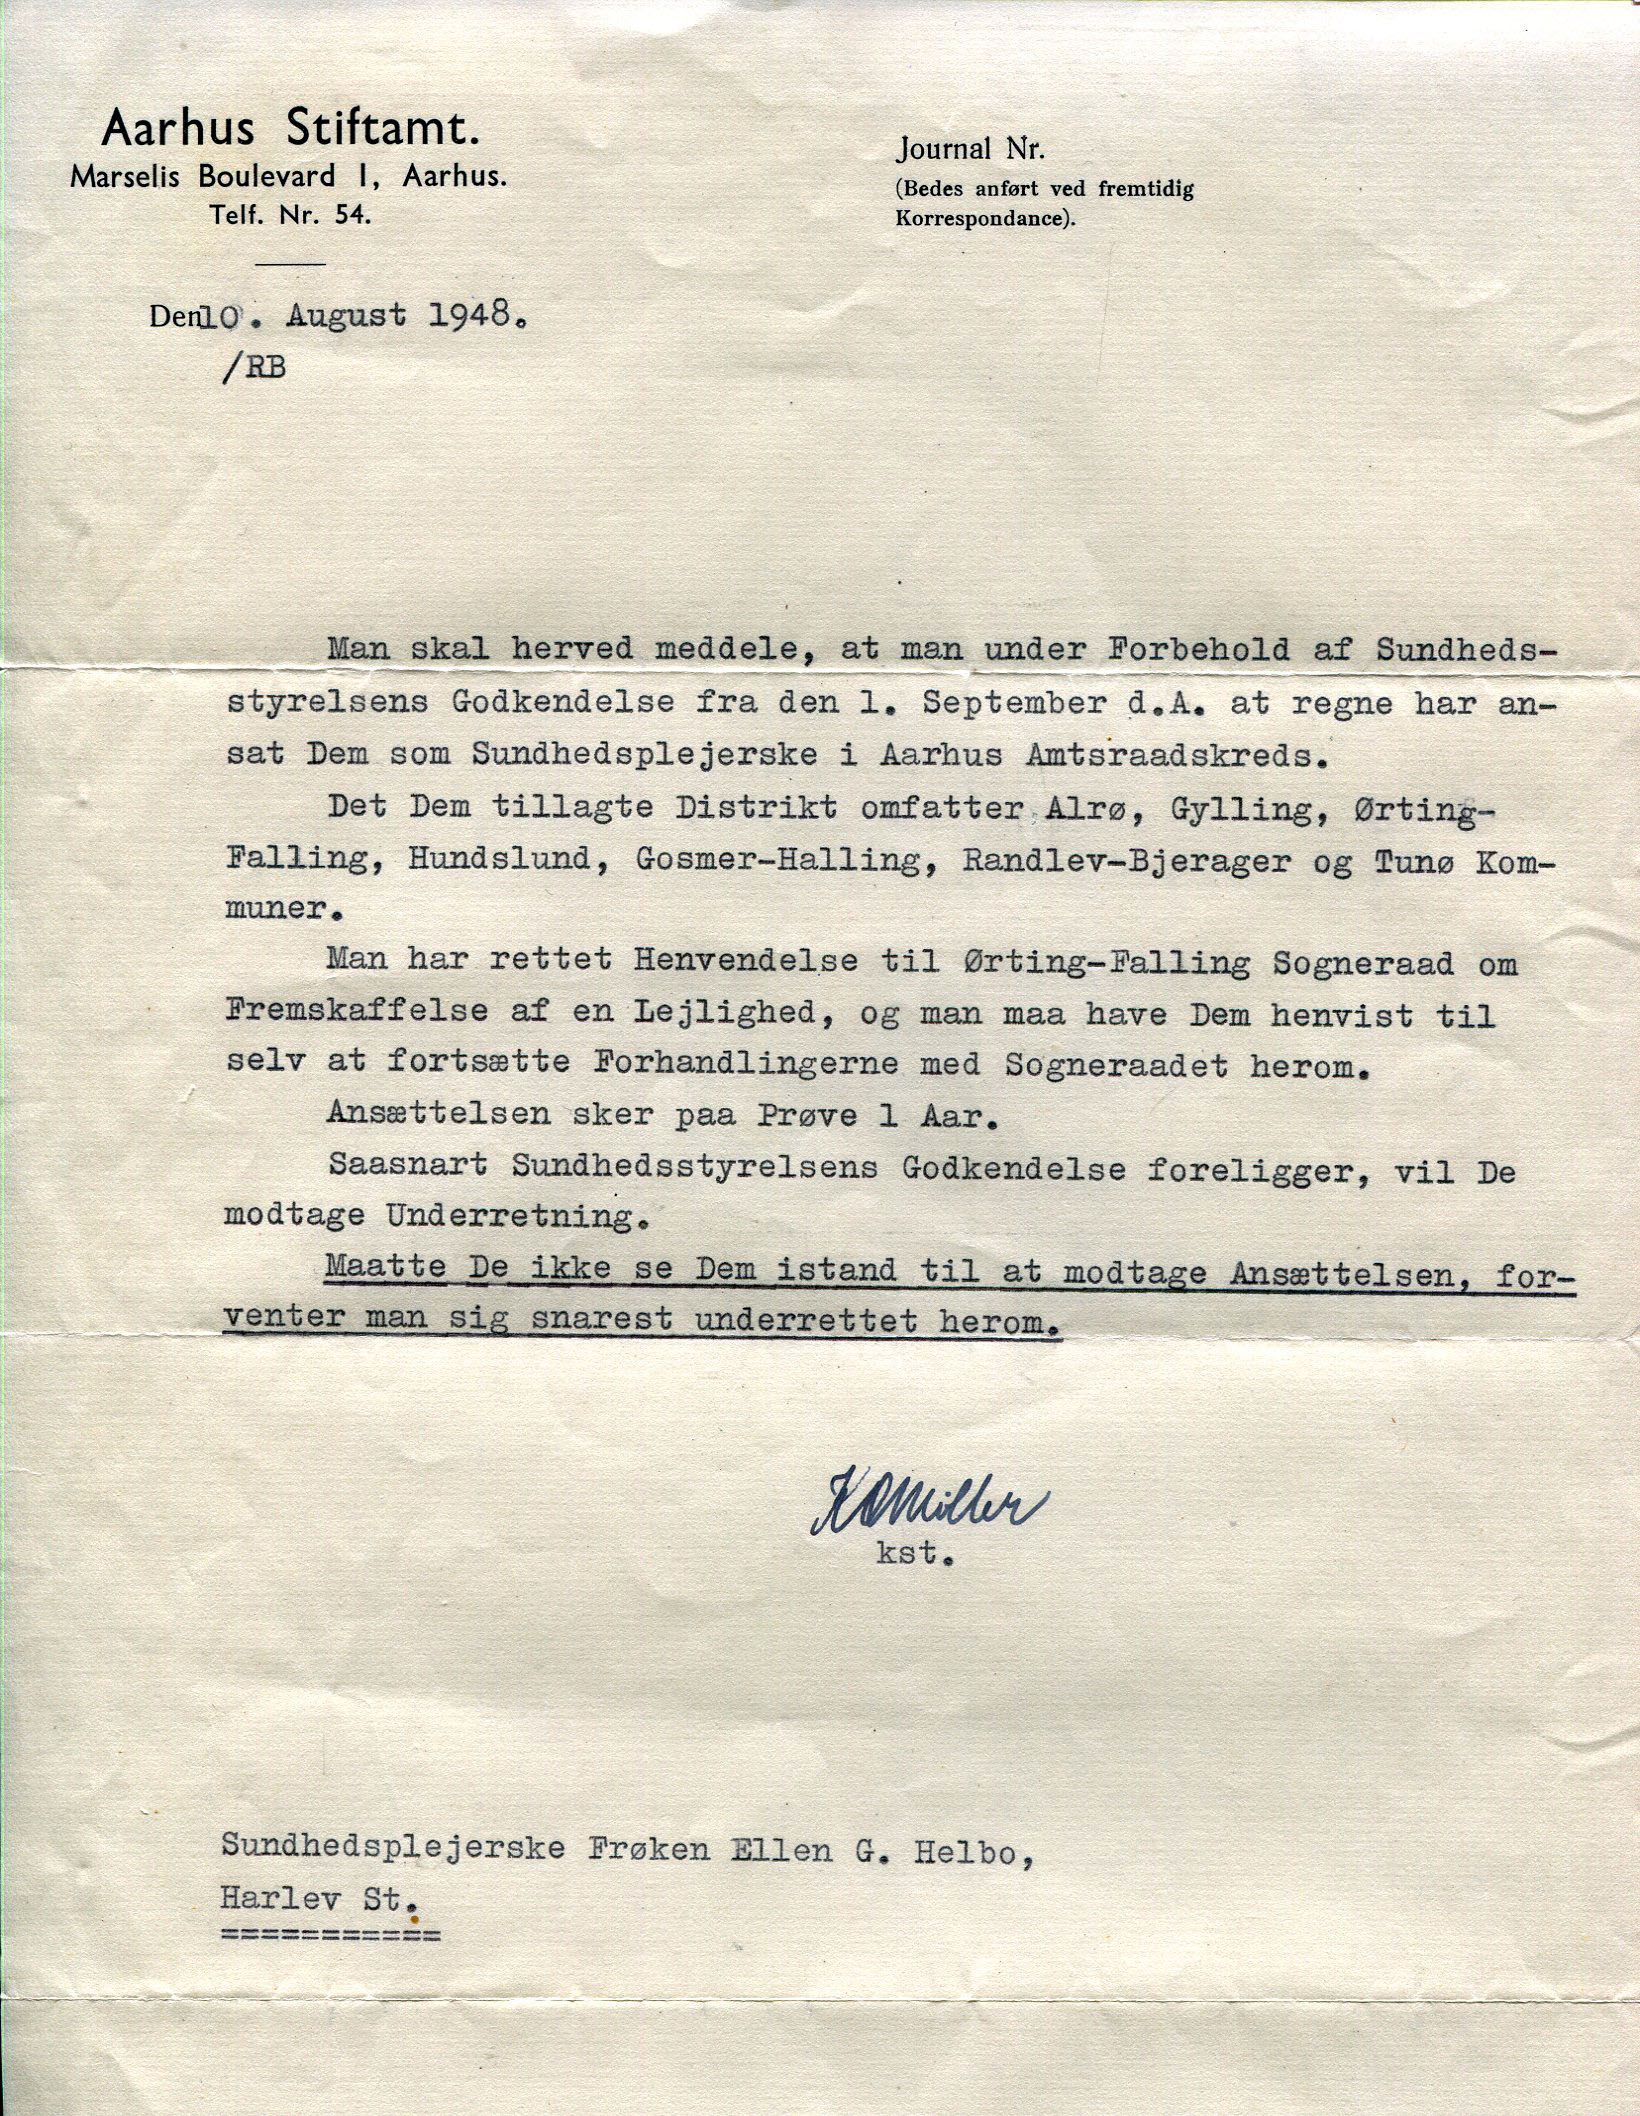 Aarhus Stiftamt.
Marselis Boulevard 1, Aarhus.
Telf. Nr. 54.
Journal Nr.
(Bedes anført ved fremtidig
Korrespondance).
Den 10. August 1948.
/RB
Man skal herved meddele, at man under Forbehold af Sundheds-
styrelsens Godkendelse fra den 1. September d.A. at regne har an-
sat Dem som Sundhedsplejerske i Aarhus Amtsraadskreds.
Det Dem tillagte Distrikt omfatter Alrø, Gylling, Ørting-
Falling, Hundslund, Gosmer-Halling, Randlev-Bjerager og Tunø Kom-
muner.
Man har rettet Henvendelse til Ørting-Falling Sogneraad om
Fremskaffelse af en Lejlighed, og man maa have Dem henvist til
selv at fortsætte Forhandlingerne med Sogneraadet herom.
Ansættelsen sker paa Prøve 1 Aar.
Saasnart Sundhedsstyrelsens Godkendelse foreligger, vil De
modtage Underretning.
Maatte De ikke se Dem istand til at modtage Ansættelsen, for-
venter man sig snarest underrettet herom.
kst.
Sundhedsplejerske Frøken Ellen G. Helbo,
Harlev St.
===========